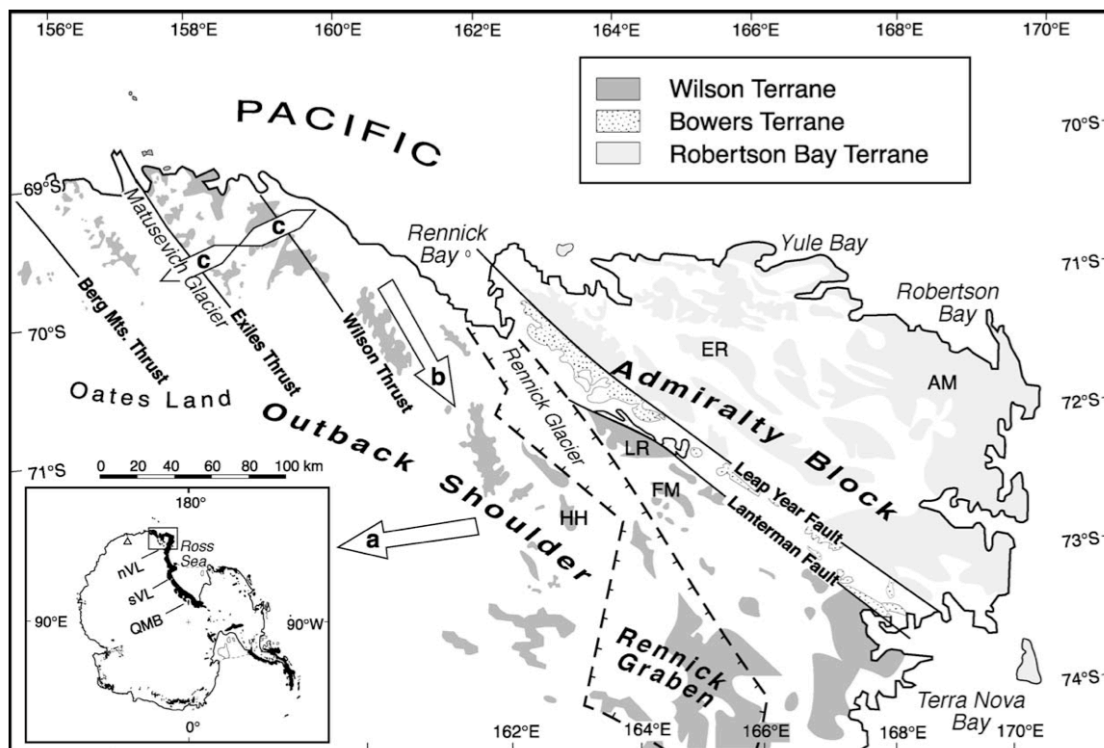 156°E 158°E 160°E 162°E 164°E 166°E 168°E 170°E
Wilson Terrane
Bowers Terrane
Robertson Bay Terrane
PACIFIC
70°S
69°S
Matusevich Glacier
c
c
Rennick
Bay
Yule Bay
71°S
Robertson
Bay
Berg Mts. Thrust
Exiles Thrust
Wilson Thrust
70°S
b
Rennick Glacier
ER
AM
Admiralty Block
72°S
Oates Land
Outback Shoulder
LR
FM
HH
Leap Year Fault
Lanterman Fault
71°S
0 20 40 60 80 100 km
a
73°S
180°
Ross
Sea
nVL
sVL
QMB
90°E
90°W
0°
Rennick
Graben
74°S
Terra Nova
Bay
162°E 164°E 166°E 168°E 170°E